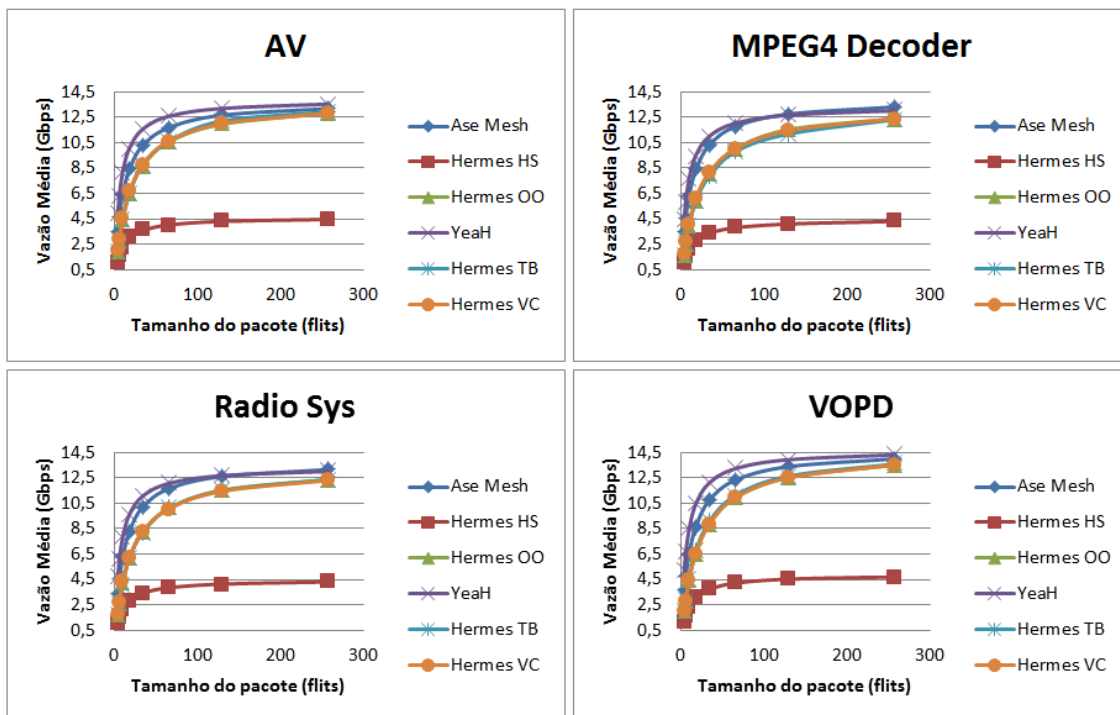 AV
Vazão Média (Gbps)
14,5
12,5
10,5
8,5
6,5
4,5
2,5
0,5
0
100
200
300
Tamanho do pacote (flits)
Ase Mesh
Hermes HS
Hermes OO
YeaH
Hermes TB
Hermes VC
MPEG4 Decoder
Vazão Média (Gbps)
14,5
12,5
10,5
8,5
6,5
4,5
2,5
0,5
0
100
200
300
Tamanho do pacote (flits)
Ase Mesh
Hermes HS
Hermes OO
YeaH
Hermes TB
Hermes VC
Radio Sys
Vazão Média (Gbps)
14,5
12,5
10,5
8,5
6,5
4,5
2,5
0,5
0
100
200
300
Tamanho do pacote (flits)
Ase Mesh
Hermes HS
Hermes OO
YeaH
Hermes TB
Hermes VC
VOPD
Vazão Média (Gbps)
14,5
12,5
10,5
8,5
6,5
4,5
2,5
0,5
0
100
200
300
Tamanho do pacote (flits)
Ase Mesh
Hermes HS
Hermes OO
YeaH
Hermes TB
Hermes VC